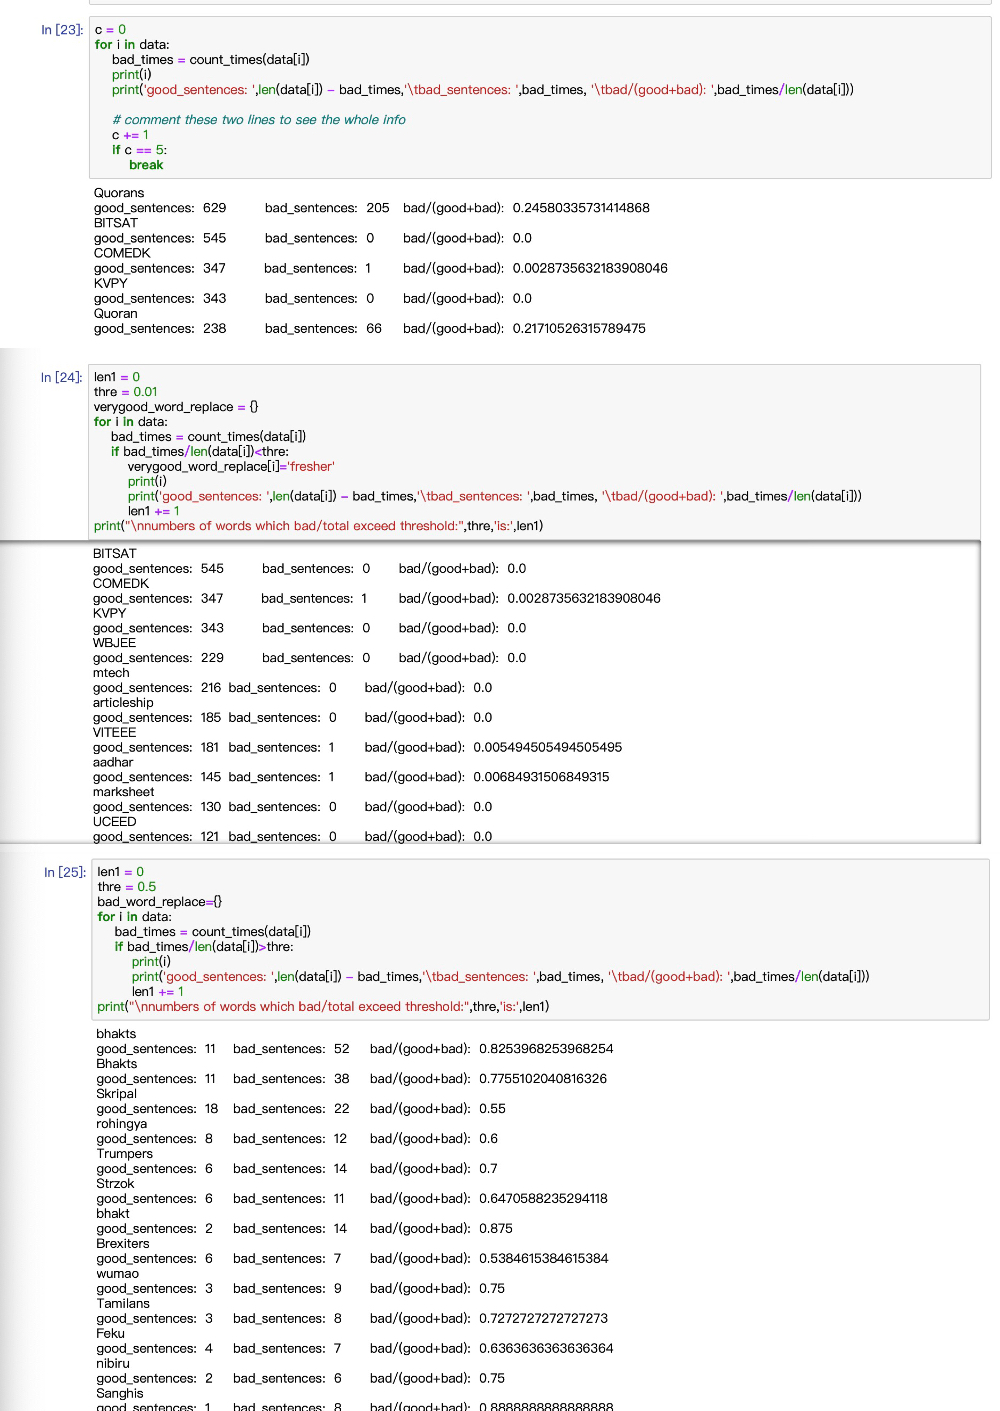 In [23]: c = 0
for i in data:
bad_times = count_times(data[i])
print(i)
print('good_sentences: ',len(data[i]) - bad_times,'\tbad_sentences: ',bad_times, '\tbad/(good+bad): ',bad_times/len(data[i]))
# comment these two lines to see the whole info
c += 1
if c == 5:
break
Quorans
good_sentences: 629 bad_sentences: 205 bad/(good+bad): 0.24580335731414868
BITSAT
good_sentences: 545 bad_sentences: 0 bad/(good+bad): 0.0
COMEDK
good_sentences: 347 bad_sentences: 1 bad/(good+bad): 0.0028735632183908046
KVPY
good_sentences: 343 bad_sentences: 0 bad/(good+bad): 0.0
Quoran
good_sentences: 238 bad_sentences: 66 bad/(good+bad): 0.21710526315789475
In [24]: len1 = 0
thre = 0.01
verygood_word_replace = {}
for i in data:
bad_times = count_times(data[i])
if bad_times/len(data[i])<thre:
verygood_word_replace[i]='fresher'
print(i)
print('good_sentences: ',len(data[i]) - bad_times,'\tbad_sentences: ',bad_times, '\tbad/(good+bad): ',bad_times/len(data[i]))
len1 += 1
print("\nnumbers of words which bad/total exceed threshold:",thre,'is:',len1)
BITSAT
good_sentences: 545 bad_sentences: 0 bad/(good+bad): 0.0
COMEDK
good_sentences: 347 bad_sentences: 1 bad/(good+bad): 0.0028735632183908046
KVPY
good_sentences: 343 bad_sentences: 0 bad/(good+bad): 0.0
WBJEE
good_sentences: 229 bad_sentences: 0 bad/(good+bad): 0.0
mtech
good_sentences: 216 bad_sentences: 0 bad/(good+bad): 0.0
articleship
good_sentences: 185 bad_sentences: 0 bad/(good+bad): 0.0
VITEEE
good_sentences: 181 bad_sentences: 1 bad/(good+bad): 0.005494505494505495
aadhar
good_sentences: 145 bad_sentences: 1 bad/(good+bad): 0.00684931506849315
marksheet
good_sentences: 130 bad_sentences: 0 bad/(good+bad): 0.0
UCEED
good_sentences: 121 bad_sentences: 0 bad/(good+bad): 0.0
In [25]: len1 = 0
thre = 0.5
bad_word_replace={}
for i in data:
bad_times = count_times(data[i])
if bad_times/len(data[i])>thre:
print(i)
print('good_sentences: ',len(data[i]) - bad_times,'\tbad_sentences: ',bad_times, '\tbad/(good+bad): ',bad_times/len(data[i]))
len1 += 1
print("\nnumbers of words which bad/total exceed threshold:",thre,'is:',len1)
bhakts
good_sentences: 11 bad_sentences: 52 bad/(good+bad): 0.8253968253968254
Bhakts
good_sentences: 11 bad_sentences: 38 bad/(good+bad): 0.7755102040816326
Skripal
good_sentences: 18 bad_sentences: 22 bad/(good+bad): 0.55
rohingya
good_sentences: 8 bad_sentences: 12 bad/(good+bad): 0.6
Trumpers
good_sentences: 6 bad_sentences: 14 bad/(good+bad): 0.7
Strzok
good_sentences: 6 bad_sentences: 11 bad/(good+bad): 0.6470588235294118
bhakt
good_sentences: 2 bad_sentences: 14 bad/(good+bad): 0.875
Brexiters
good_sentences: 6 bad_sentences: 7 bad/(good+bad): 0.5384615384615384
wumao
good_sentences: 3 bad_sentences: 9 bad/(good+bad): 0.75
Tamilans
good_sentences: 3 bad_sentences: 8 bad/(good+bad): 0.7272727272727273
Feku
good_sentences: 4 bad_sentences: 7 bad/(good+bad): 0.6363636363636364
nibiru
good_sentences: 2 bad_sentences: 6 bad/(good+bad): 0.75
Sanghis
good_sentences: 1 bad_sentences: 8 bad/(good+bad): 0.8888888888888888